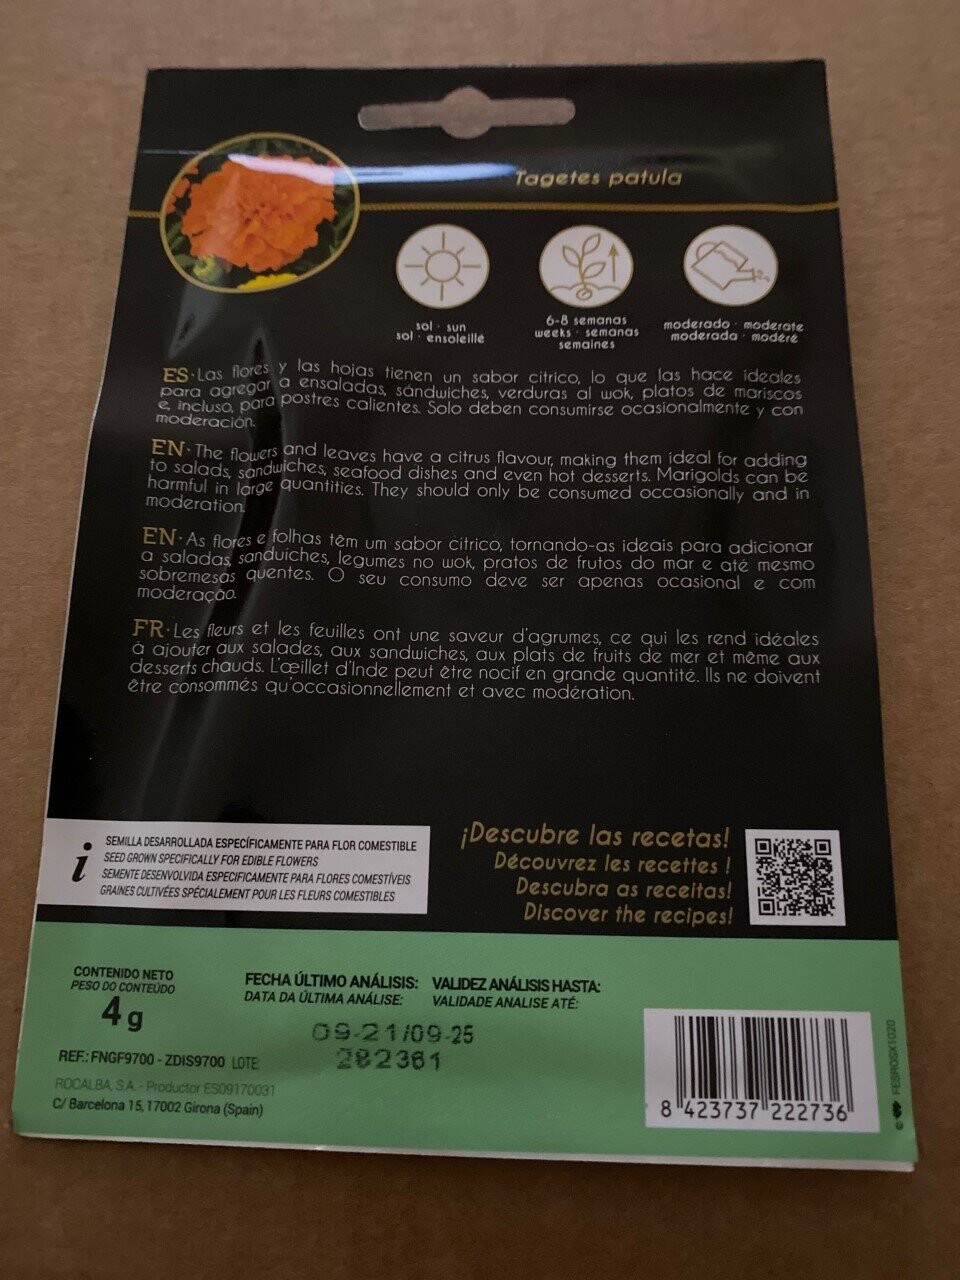 Tagetes patula
sol · sun
sol · ensoleillé
6-8 semanas
weeks · semanas
semaines
moderado · moderate
moderada · modéré
ES·Las flores y las hojas tienen un sabor cítrico, lo que las hace ideales
para agregar a ensaladas, sándwiches, verduras al wok, platos de mariscos
e, incluso, para postres calientes. Solo deben consumirse ocasionalmente y con
moderación.
EN·The flowers and leaves have a citrus flavour, making them ideal for adding
to salads, sandwiches, seafood dishes and even hot desserts. Marigolds can be
harmful in large quantities. They should only be consumed occasionally and in
moderation.
EN·As flores e folhas têm um sabor cítrico, tornando-as ideais para adicionar
a saladas sanduíches, legumes no wok, pratos de frutos do mar e até mesmo
sobremesas quentes. O seu consumo deve ser apenas ocasional e com
moderação.
FR·Les fleurs et les feuilles ont une saveur d'agrumes, ce qui les rend idéales
à ajouter aux salades, aux sandwiches, aux plats de fruits de mer et même aux
desserts chauds. L'œillet d'Inde peut être nocif en grande quantité. Ils ne doivent
être consommés qu'occasionnellement et avec modération.
i
SEMILLA DESARROLLADA ESPECÍFICAMENTE PARA FLOR COMESTIBLE
SEED GROWN SPECIFICALLY FOR EDIBLE FLOWERS
SEMENTE DESENVOLVIDA ESPECIFICAMENTE PARA FLORES COMESTÍVEIS
GRAINES CULTIVÉES SPÉCIALEMENT POUR LES FLEURS COMESTIBLES
¡Descubre las recetas!
Découvrez les recettes !
Descubra as receitas!
Discover the recipes!
CONTENIDO NETO
PESO DO CONTEÚDO
4 g
FECHA ÚLTIMO ANÁLISIS:
DATA DA ÚLTIMA ANÁLISE:
VALIDEZ ANÁLISIS HASTA:
VALIDADE ANALISE ATÉ:
09-21/09-25
REF.: FNGF9700 - ZDIS9700 LOTE: 282361
ROCALBA, S.A. - Productor ES09170031
C/ Barcelona 15, 17002 Girona (Spain)
8 423737 222736
FESROSX1020